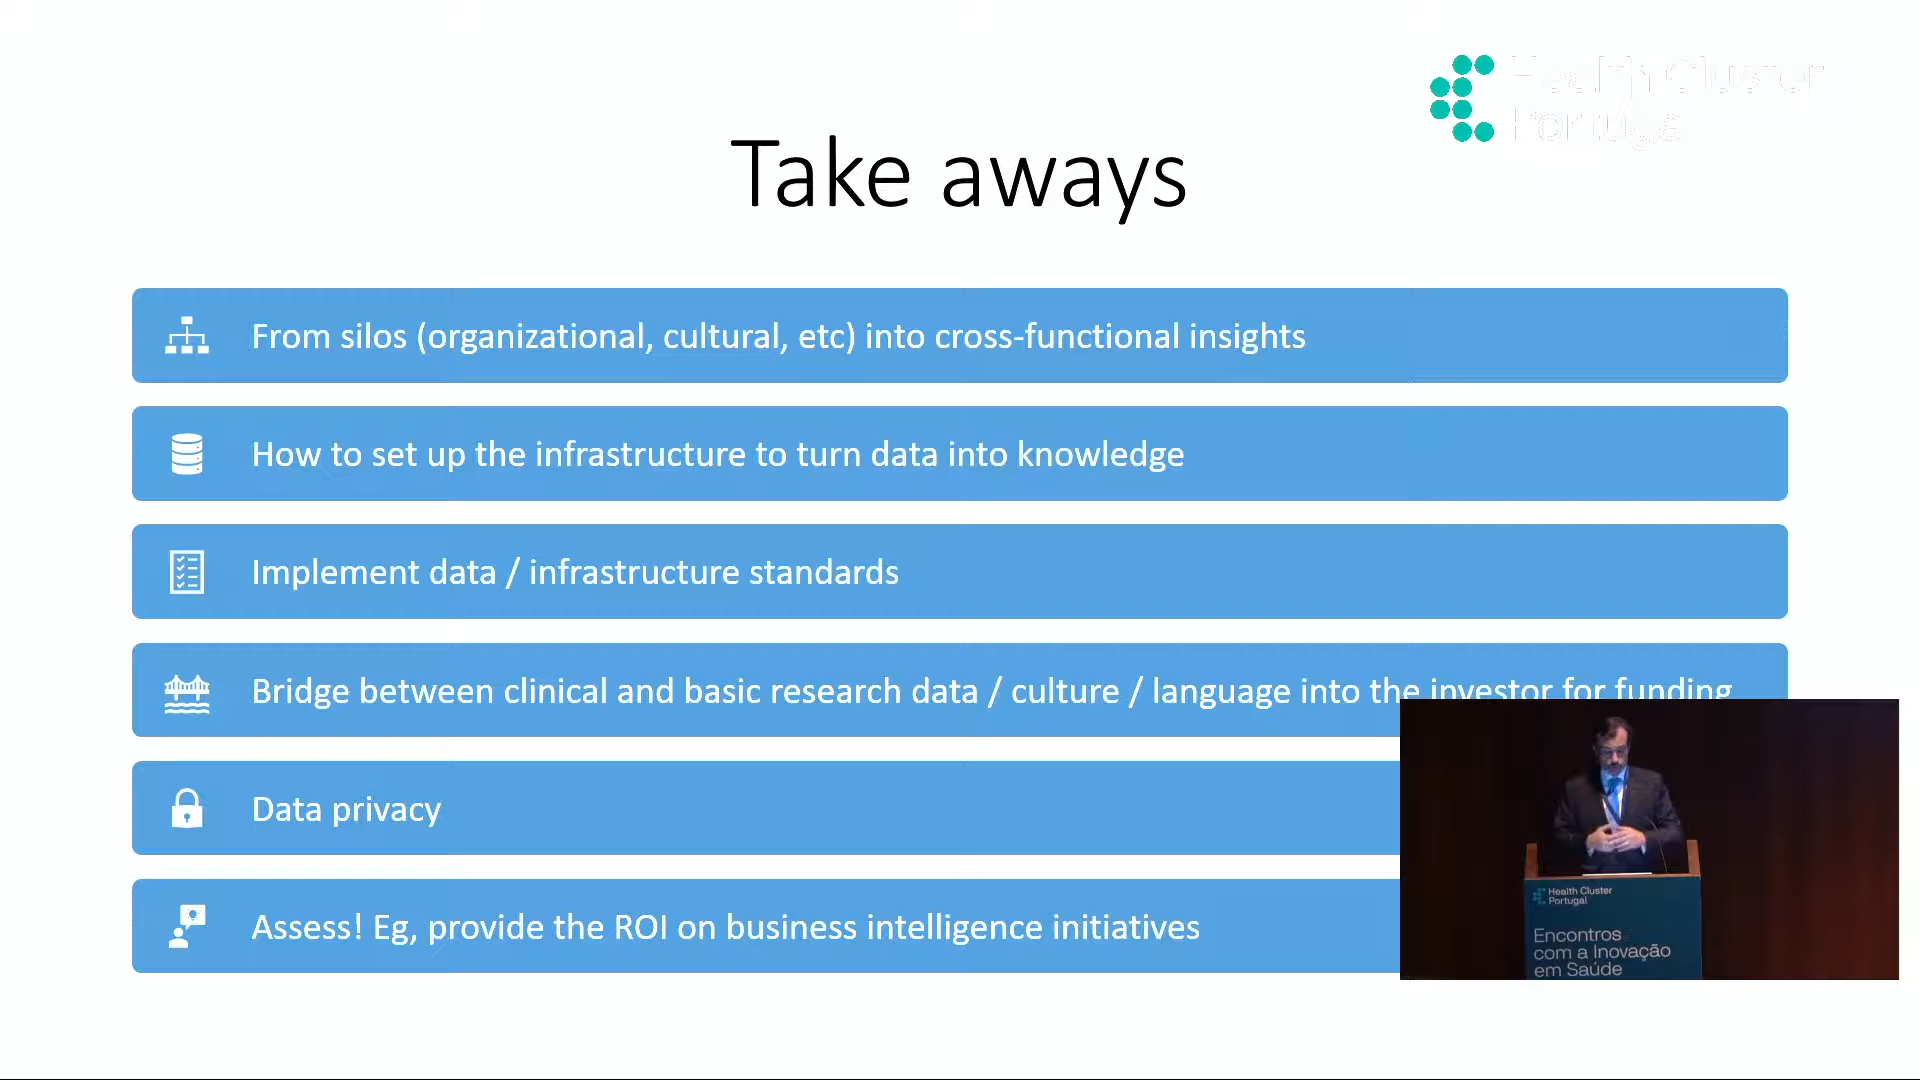 Health Cluster
Portugal
Take aways
From silos (organizational, cultural, etc) into cross-functional insights
How to set up the infrastructure to turn data into knowledge
Implement data / infrastructure standards
Bridge between clinical and basic research data / culture / language into the investor for funding
Data privacy
Assess! Eg, provide the ROI on business intelligence initiatives
Health Cluster
Portugal
Encontros
com a Inovação
em Saúde